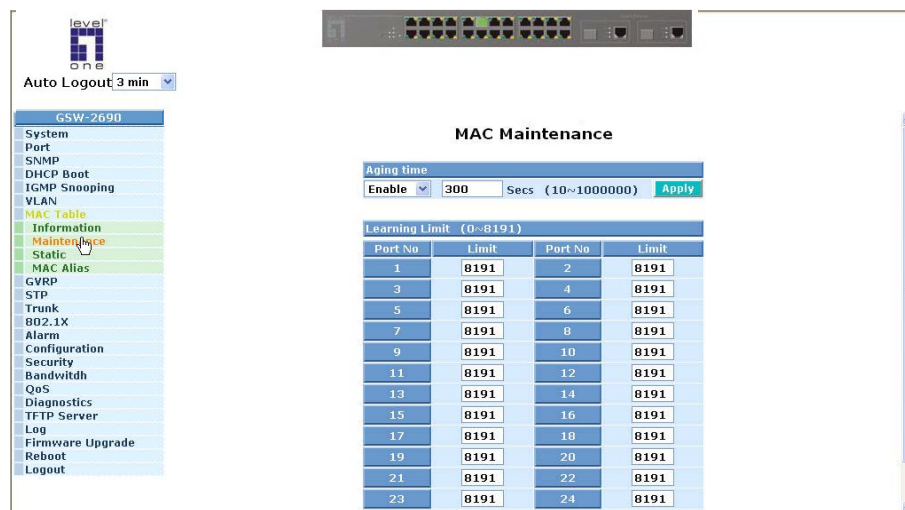 level
one
Auto Logout 3 min
GSW-2690
System
Port
SNMP
DHCP Boot
IGMP Snooping
VLAN
MAC Table
Information
Maintenance
Static
MAC Alias
GVRP
STP
Trunk
802.1X
Alarm
Configuration
Security
Bandwitdh
QoS
Diagnostics
TFTP Server
Log
Firmware Upgrade
Reboot
Logout
MAC Maintenance
Aging time
Enable 300 Secs (10~1000000) Apply
Learning Limit (0~8191)
Port No Limit Port No Limit
1 8191 2 8191
3 8191 4 8191
5 8191 6 8191
7 8191 8 8191
9 8191 10 8191
11 8191 12 8191
13 8191 14 8191
15 8191 16 8191
17 8191 18 8191
19 8191 20 8191
21 8191 22 8191
23 8191 24 8191